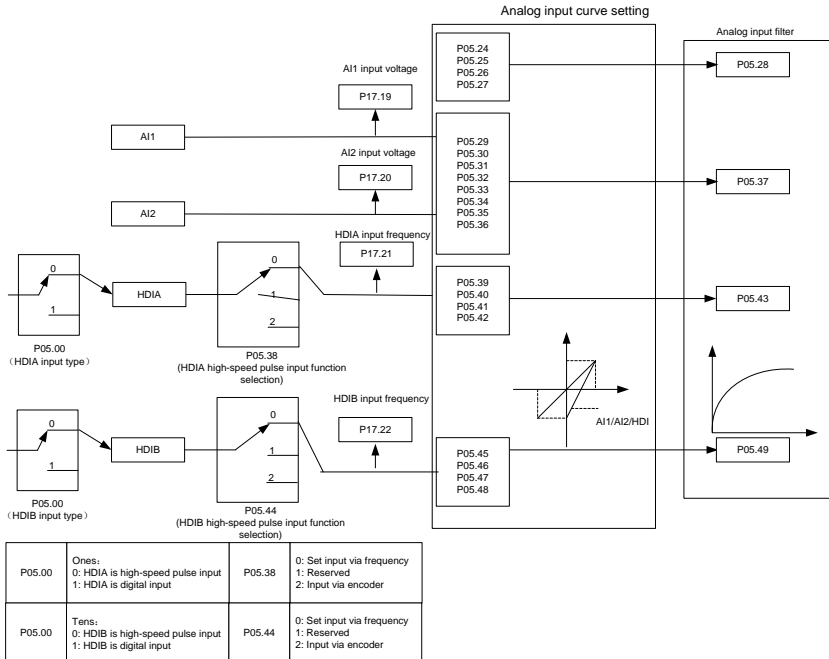 Analog input curve setting
Analog input filter
P05.24
P05.25
P05.26
P05.27
P05.28
AI1 input voltage
P17.19
AI1
AI2 input voltage
P17.20
AI2
P05.29
P05.30
P05.31
P05.32
P05.33
P05.34
P05.35
P05.36
P05.37
HDIA input frequency
P17.21
0
1
HDIA
0
1
2
P05.39
P05.40
P05.41
P05.42
P05.43
P05.00
（HDIA input type）
P05.38
(HDIA high-speed pulse input function
selection)
AI1/AI2/HDI
HDIB input frequency
P17.22
0
1
HDIB
0
1
2
P05.45
P05.46
P05.47
P05.48
P05.49
P05.00
（HDIB input type）
P05.44
(HDIB high-speed pulse input function
selection)
P05.00
Ones：
0: HDIA is high-speed pulse input
1: HDIA is digital input
P05.38
0: Set input via frequency
1: Reserved
2: Input via encoder
P05.00
Tens：
0: HDIB is high-speed pulse input
1: HDIB is digital input
P05.44
0: Set input via frequency
1: Reserved
2: Input via encoder